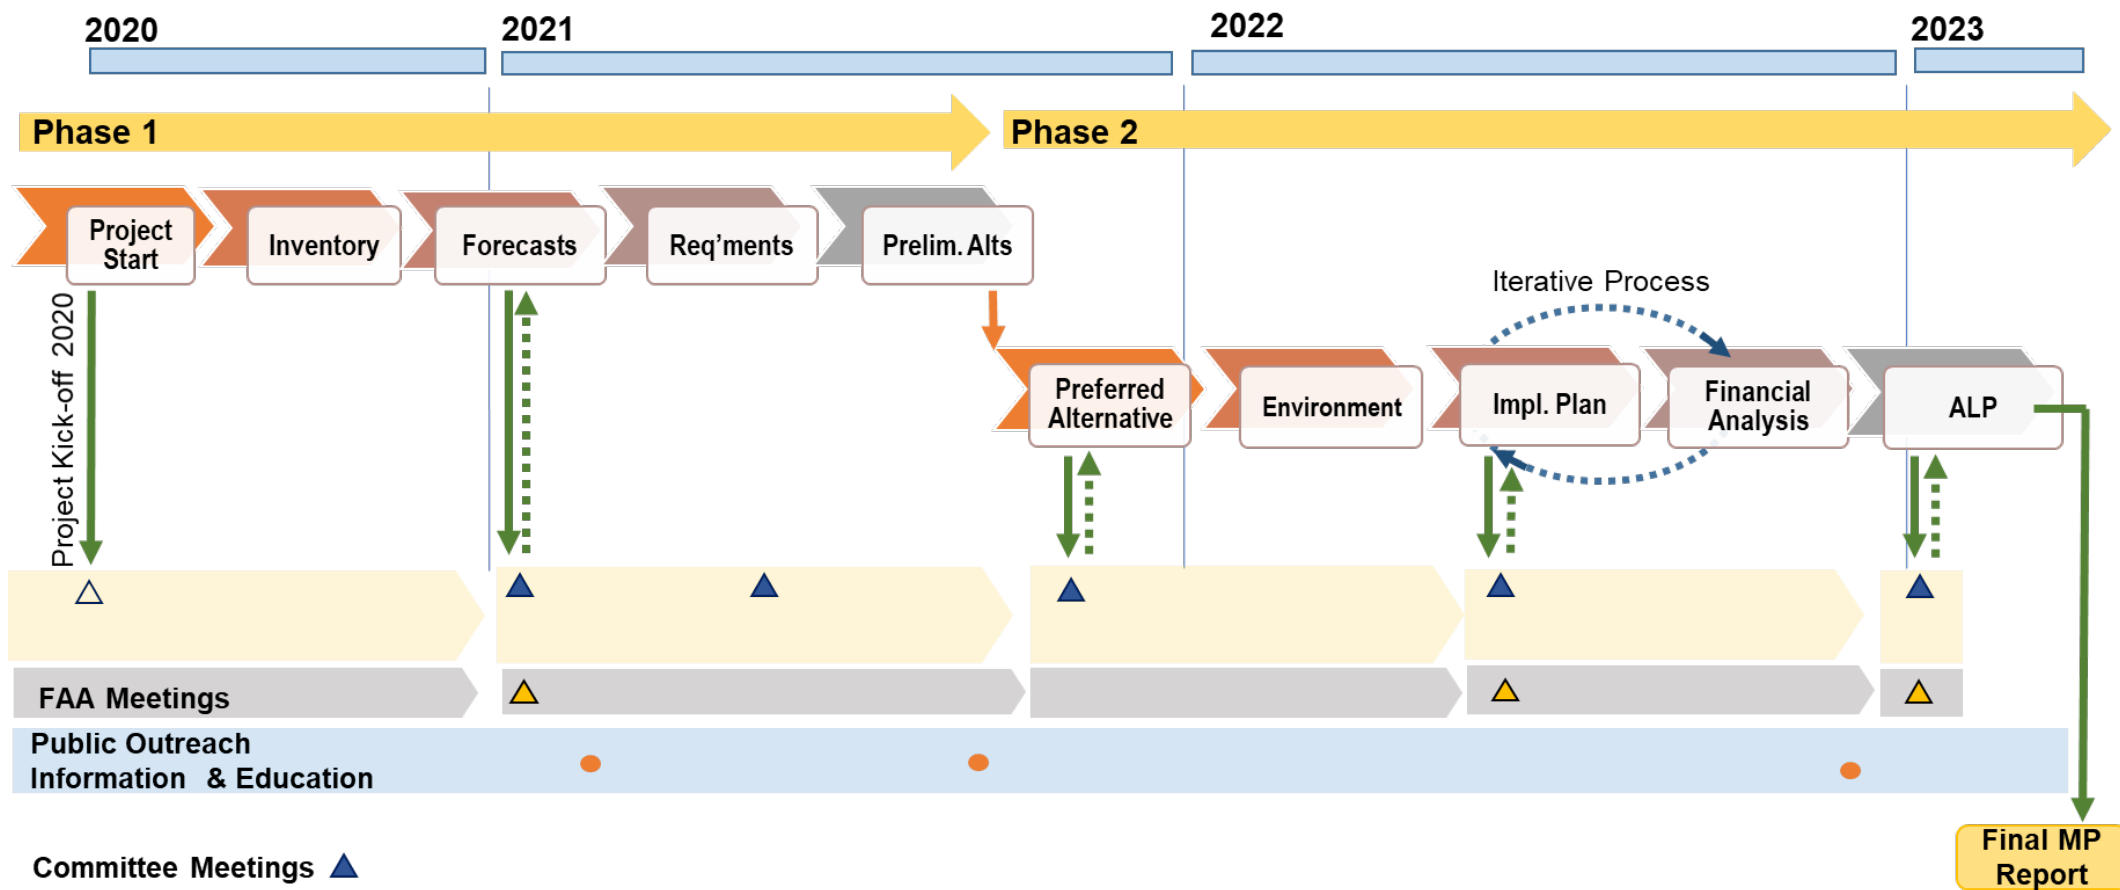 2020
2021
2022
2023
Phase 1
Phase 2
Project
Start
Inventory
Forecasts
Req'ments
Prelim. Alts
Project Kick-off 2020
Iterative Process
Preferred
Alternative
Environment
Impl. Plan
Financial
Analysis
ALP
FAA Meetings
Public Outreach
Information & Education
Final MP
Report
Committee Meetings